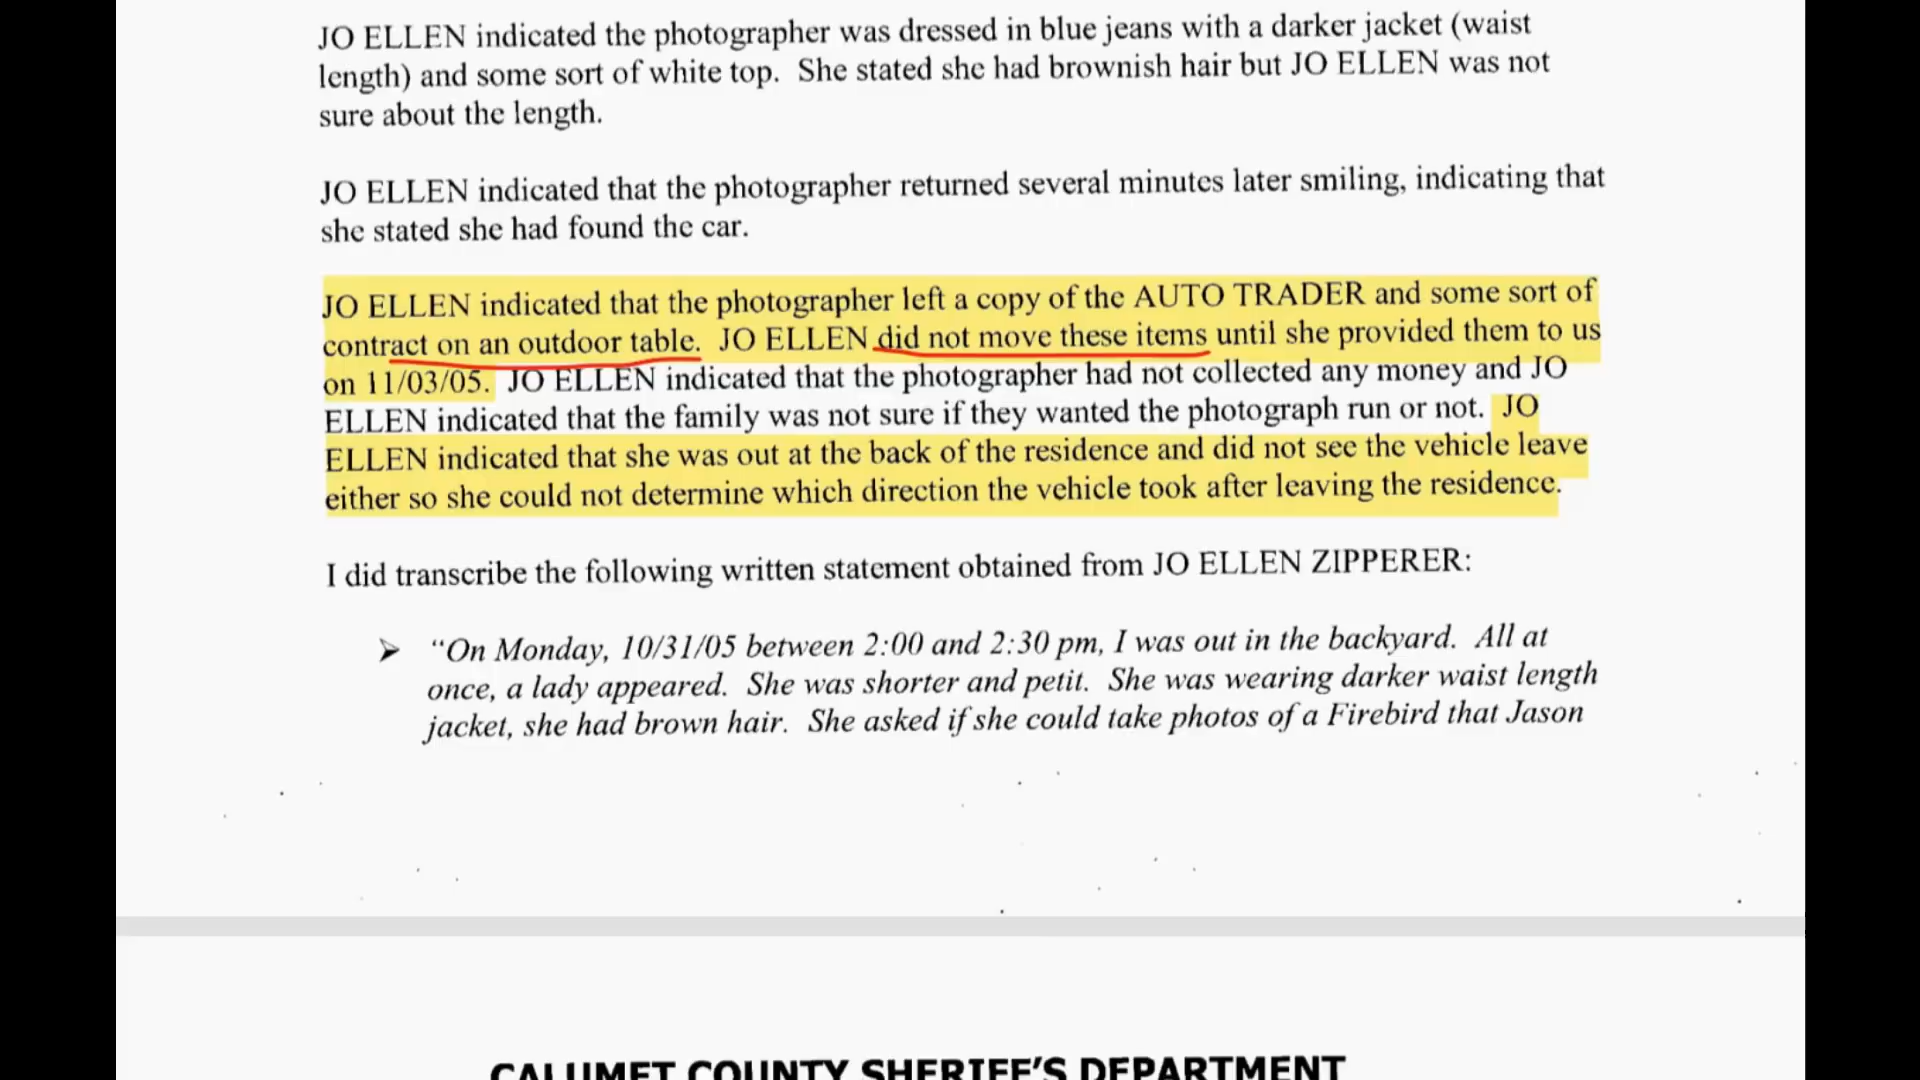 JO ELLEN indicated the photographer was dressed in blue jeans with a darker jacket (waist
length) and some sort of white top.  She stated she had brownish hair but JO ELLEN was not
sure about the length.
JO ELLEN indicated that the photographer returned several minutes later smiling, indicating that
she stated she had found the car.
JO ELLEN indicated that the photographer left a copy of the AUTO TRADER and some sort of
contract on an outdoor table.  JO ELLEN did not move these items until she provided them to us
on 11/03/05.  JO ELLEN indicated that the photographer had not collected any money and JO
ELLEN indicated that the family was not sure if they wanted the photograph run or not.  JO
ELLEN indicated that she was out at the back of the residence and did not see the vehicle leave
either so she could not determine which direction the vehicle took after leaving the residence.
I did transcribe the following written statement obtained from JO ELLEN ZIPPERER:
➢ “On Monday, 10/31/05 between 2:00 and 2:30 pm, I was out in the backyard.  All at
once, a lady appeared.  She was shorter and petit.  She was wearing darker waist length
jacket, she had brown hair.  She asked if she could take photos of a Firebird that Jason
CALUMET COUNTY SHERIFF’S DEPARTMENT